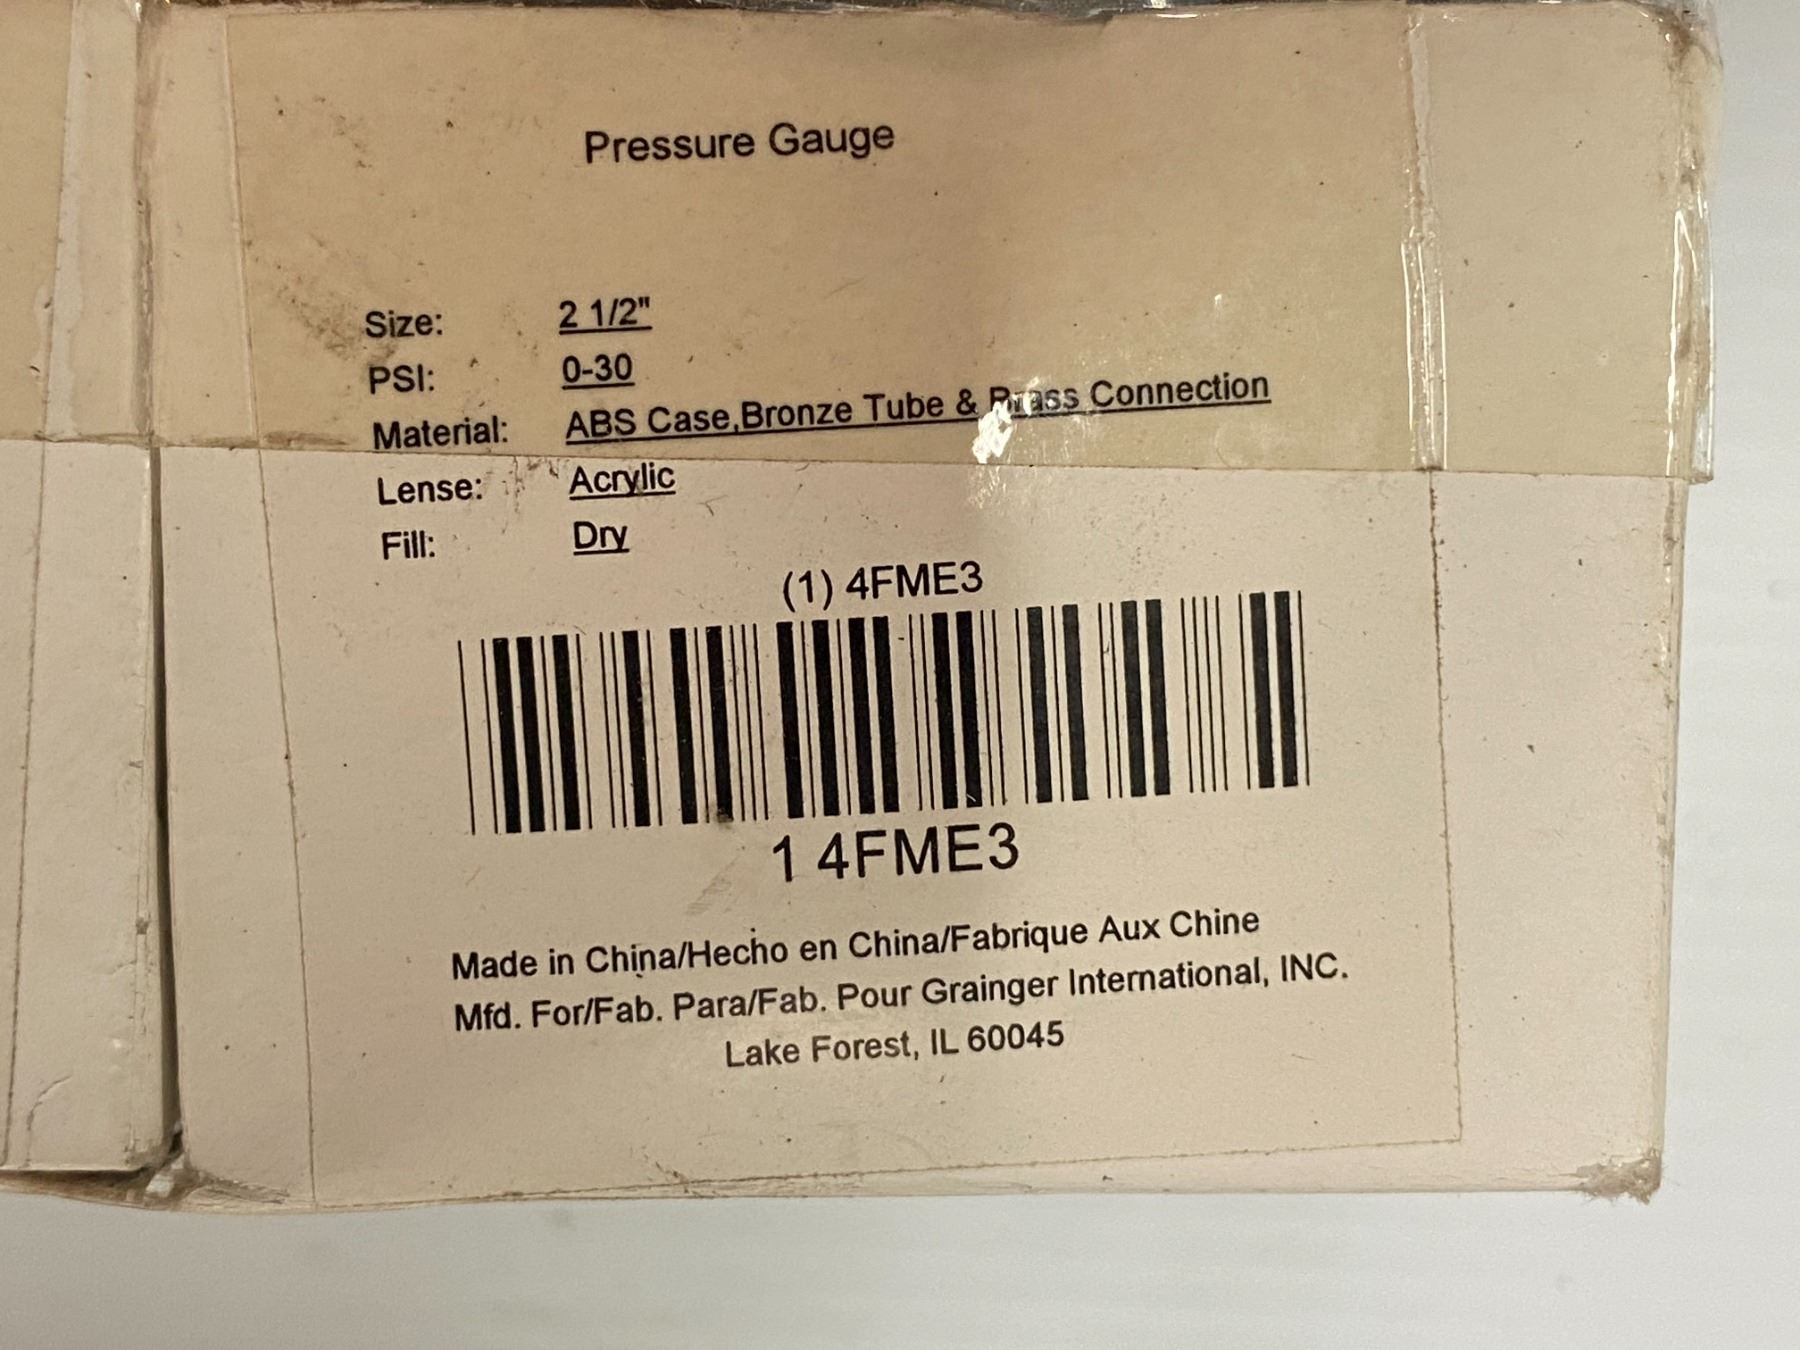 Pressure Gauge
Size: 2 1/2"
PSI: 0-30
Material: ABS Case,Bronze Tube & Brass Connection
Lense: Acrylic
Fill: Dry
(1) 4FME3
1 4FME3
Made in China/Hecho en China/Fabrique Aux Chine
Mfd. For/Fab. Para/Fab. Pour Grainger International, INC.
Lake Forest, IL 60045